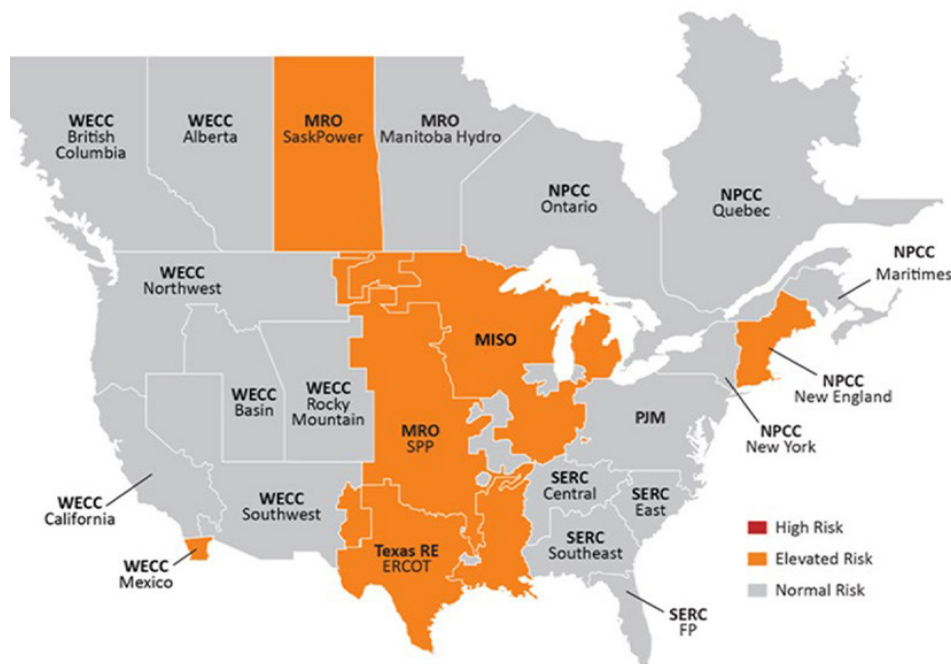 WECC
British
Columbia
WECC
Alberta
MRO
SaskPower
MRO
Manitoba Hydro
NPCC
Ontario
NPCC
Quebec
NPCC
Maritimes
WECC
Northwest
MISO
WECC
Basin
WECC
Rocky
Mountain
MRO
SPP
PJM
NPCC
New England
NPCC
New York
WECC
California
WECC
Southwest
SERC
Central
SERC
East
WECC
Mexico
Texas RE
ERCOT
SERC
Southeast
SERC
FP
High Risk
Elevated Risk
Normal Risk